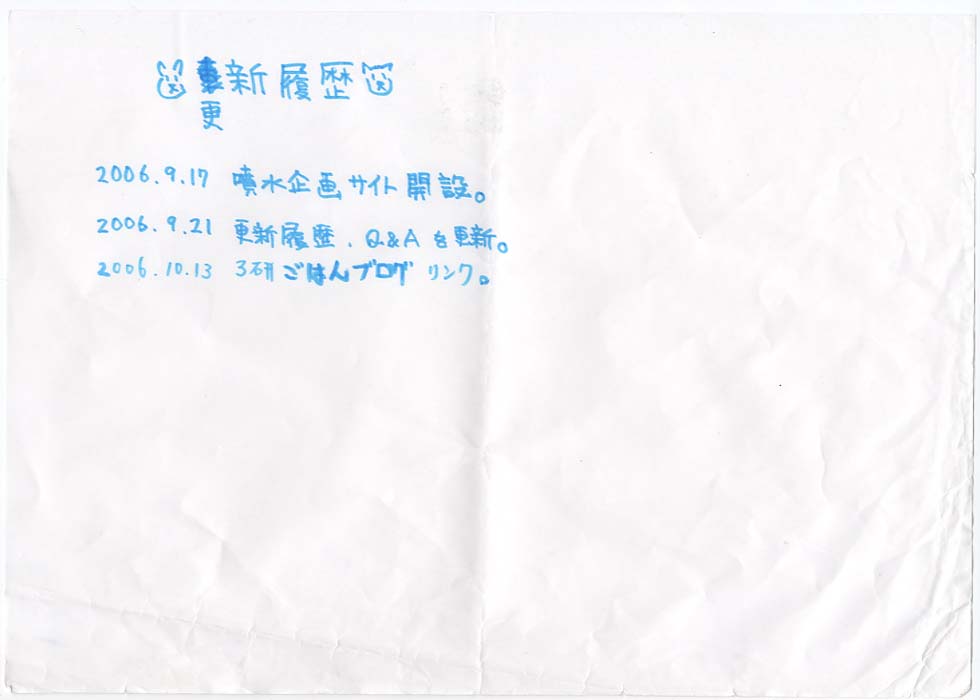 更新履歴
更
2006.9.17 噴水企画サイト開設。
2006.9.21 更新履歴、Q&Aを更新。
2006.10.13 3研ごはんブログ リンク。